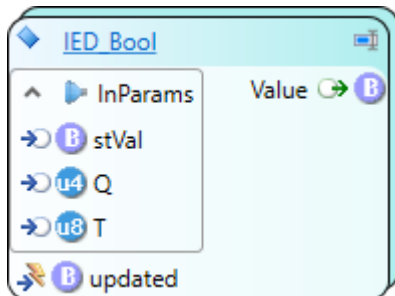 IED_Bool
InParams
Value
B
B stVal
u4 Q
u8 T
B updated